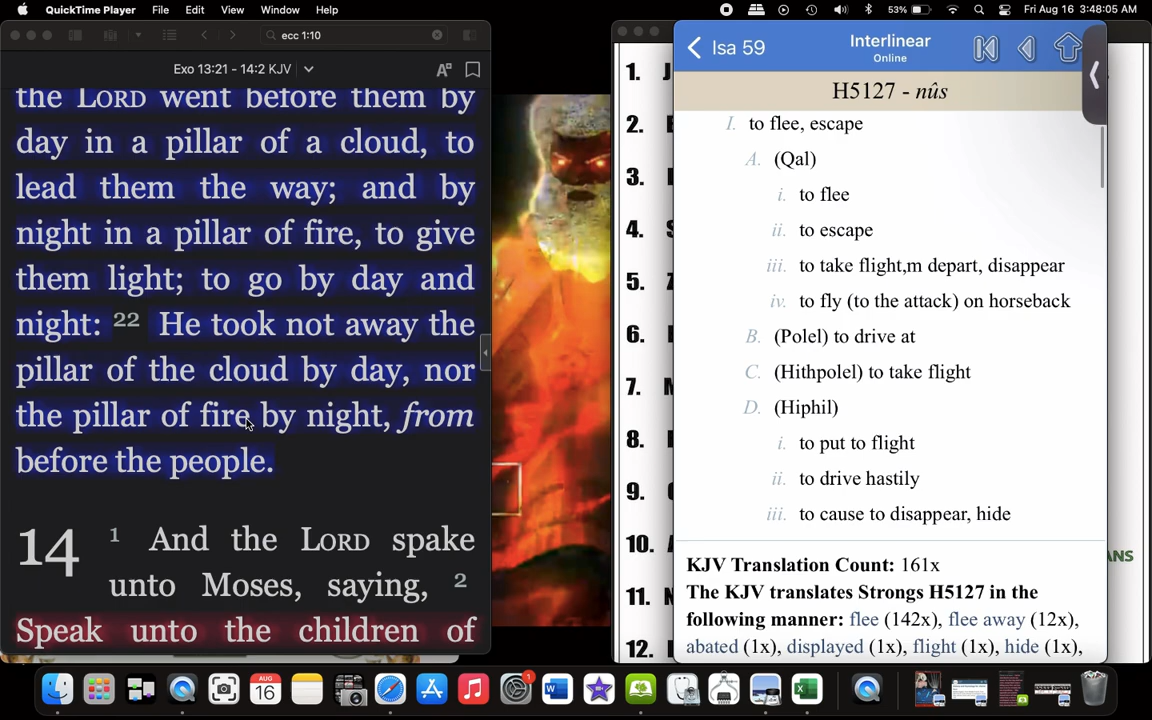 QuickTime Player File Edit View Window Help
53% Fri Aug 16 3:48:05 AM
ecc 1:10
Exo 13:21 - 14:2 KJV
the LORD went before them by
day in a pillar of a cloud, to
lead them the way; and by
night in a pillar of fire, to give
them light; to go by day and
night: 22 He took not away the
pillar of the cloud by day, nor
the pillar of fire by night, from
before the people.
14 1 And the LORD spake
unto Moses, saying, 2
Speak unto the children of
1. J
2.
3.
4. S
5. Z
6.
7.
8.
9.
10. A
11.
12.
ANS
Isa 59
Interlinear
Online
H5127 - nûs
I. to flee, escape
A. (Qal)
i. to flee
ii. to escape
iii. to take flight,m depart, disappear
iv. to fly (to the attack) on horseback
B. (Polel) to drive at
C. (Hithpolel) to take flight
D. (Hiphil)
i. to put to flight
ii. to drive hastily
iii. to cause to disappear, hide
KJV Translation Count: 161x
The KJV translates Strongs H5127 in the
following manner: flee (142x), flee away (12x),
abated (1x), displayed (1x), flight (1x), hide (1x),
AUG
16
1